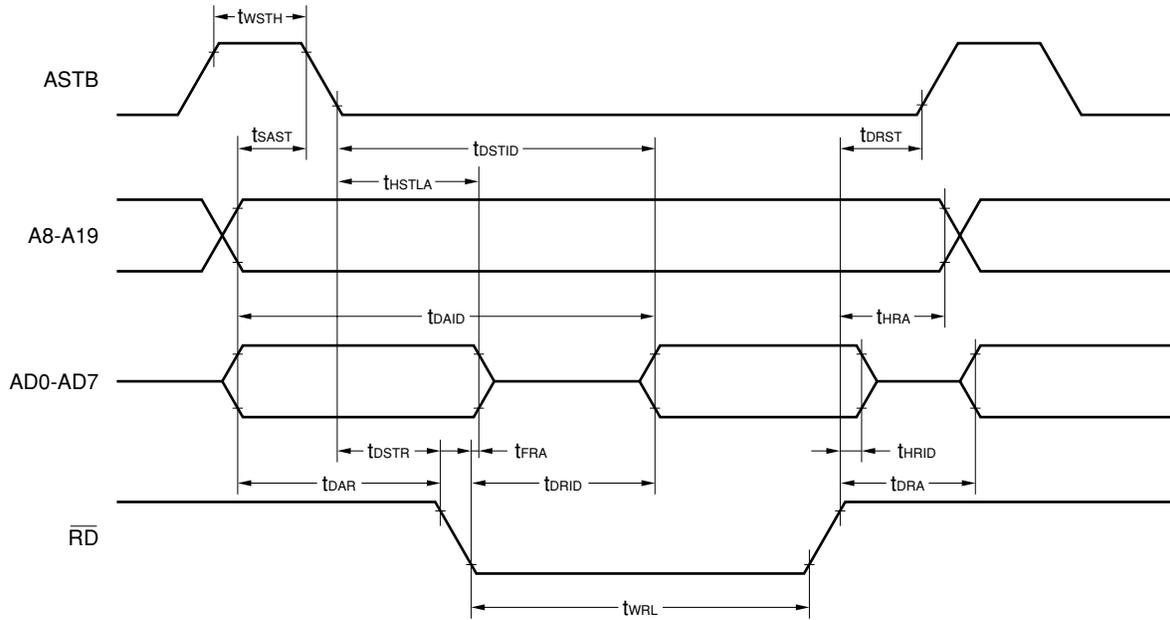 tWSTH
ASTB
tSAST
tDSTID
tDRST
tHSTLA
A8-A19
tDAID
tHRA
AD0-AD7
tDSTR
tFRA
tHRID
tDAR
tDRID
tDRA
RD
tWRL